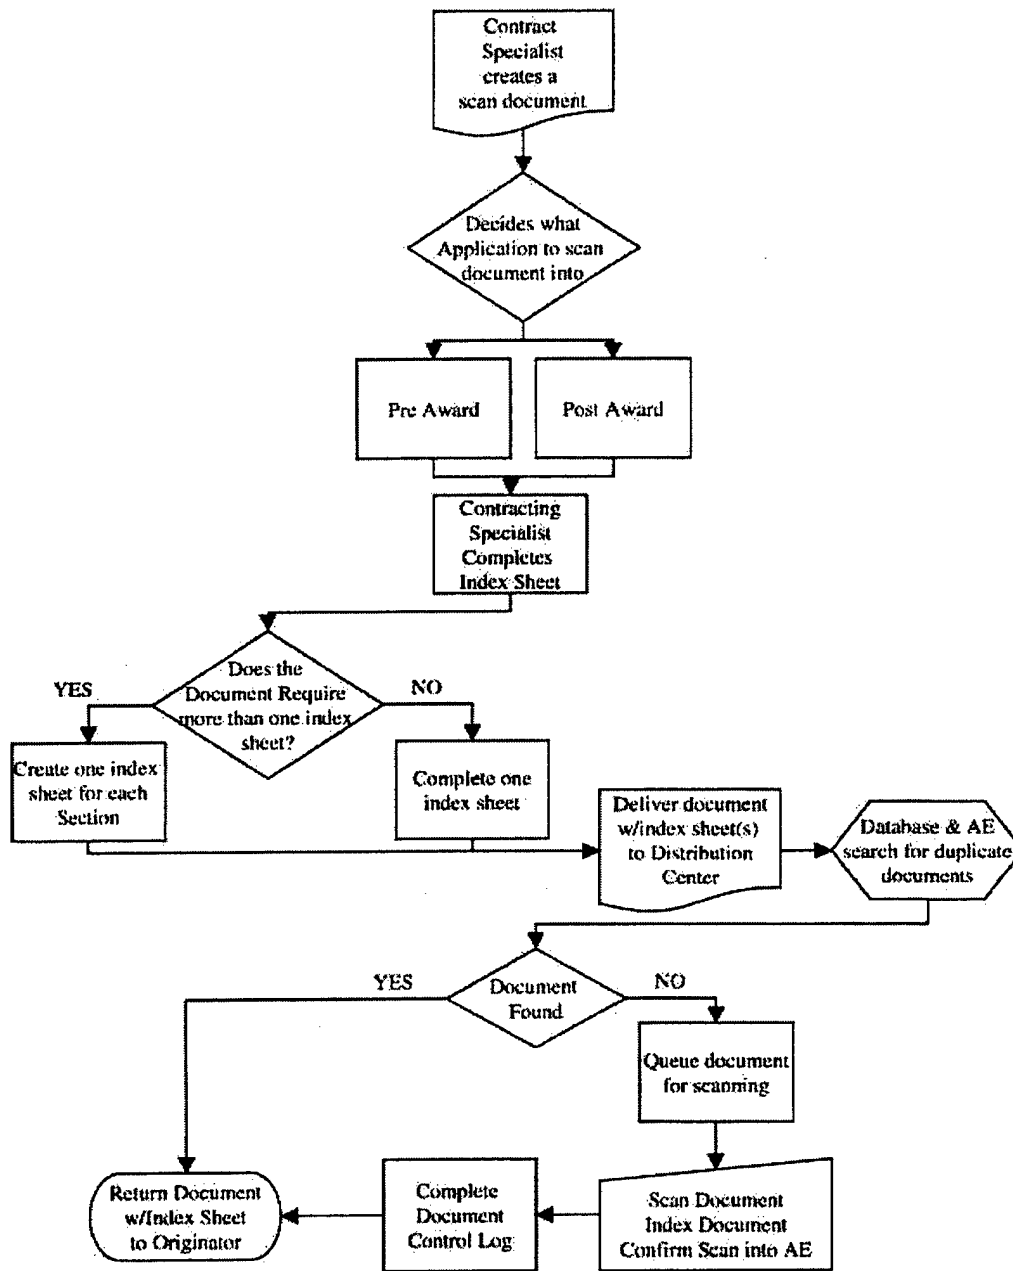 Contract
Specialist
creates a
scan document
Decides what
Application to scan
document into
Pre Award
Post Award
Contracting
Specialist
Completes
Index Sheet
Does the
Document Require
more than one index
sheet?
YES
NO
Create one index
sheet for each
Section
Complete one
index sheet
Deliver document
w/index sheet(s)
to Distribution
Center
Database & AE
search for duplicate
documents
Document
Found
YES
NO
Queue document
for scanning
Scan Document
Index Document
Confirm Scan into AE
Complete
Document
Control Log
Return Document
w/Index Sheet
to Originator